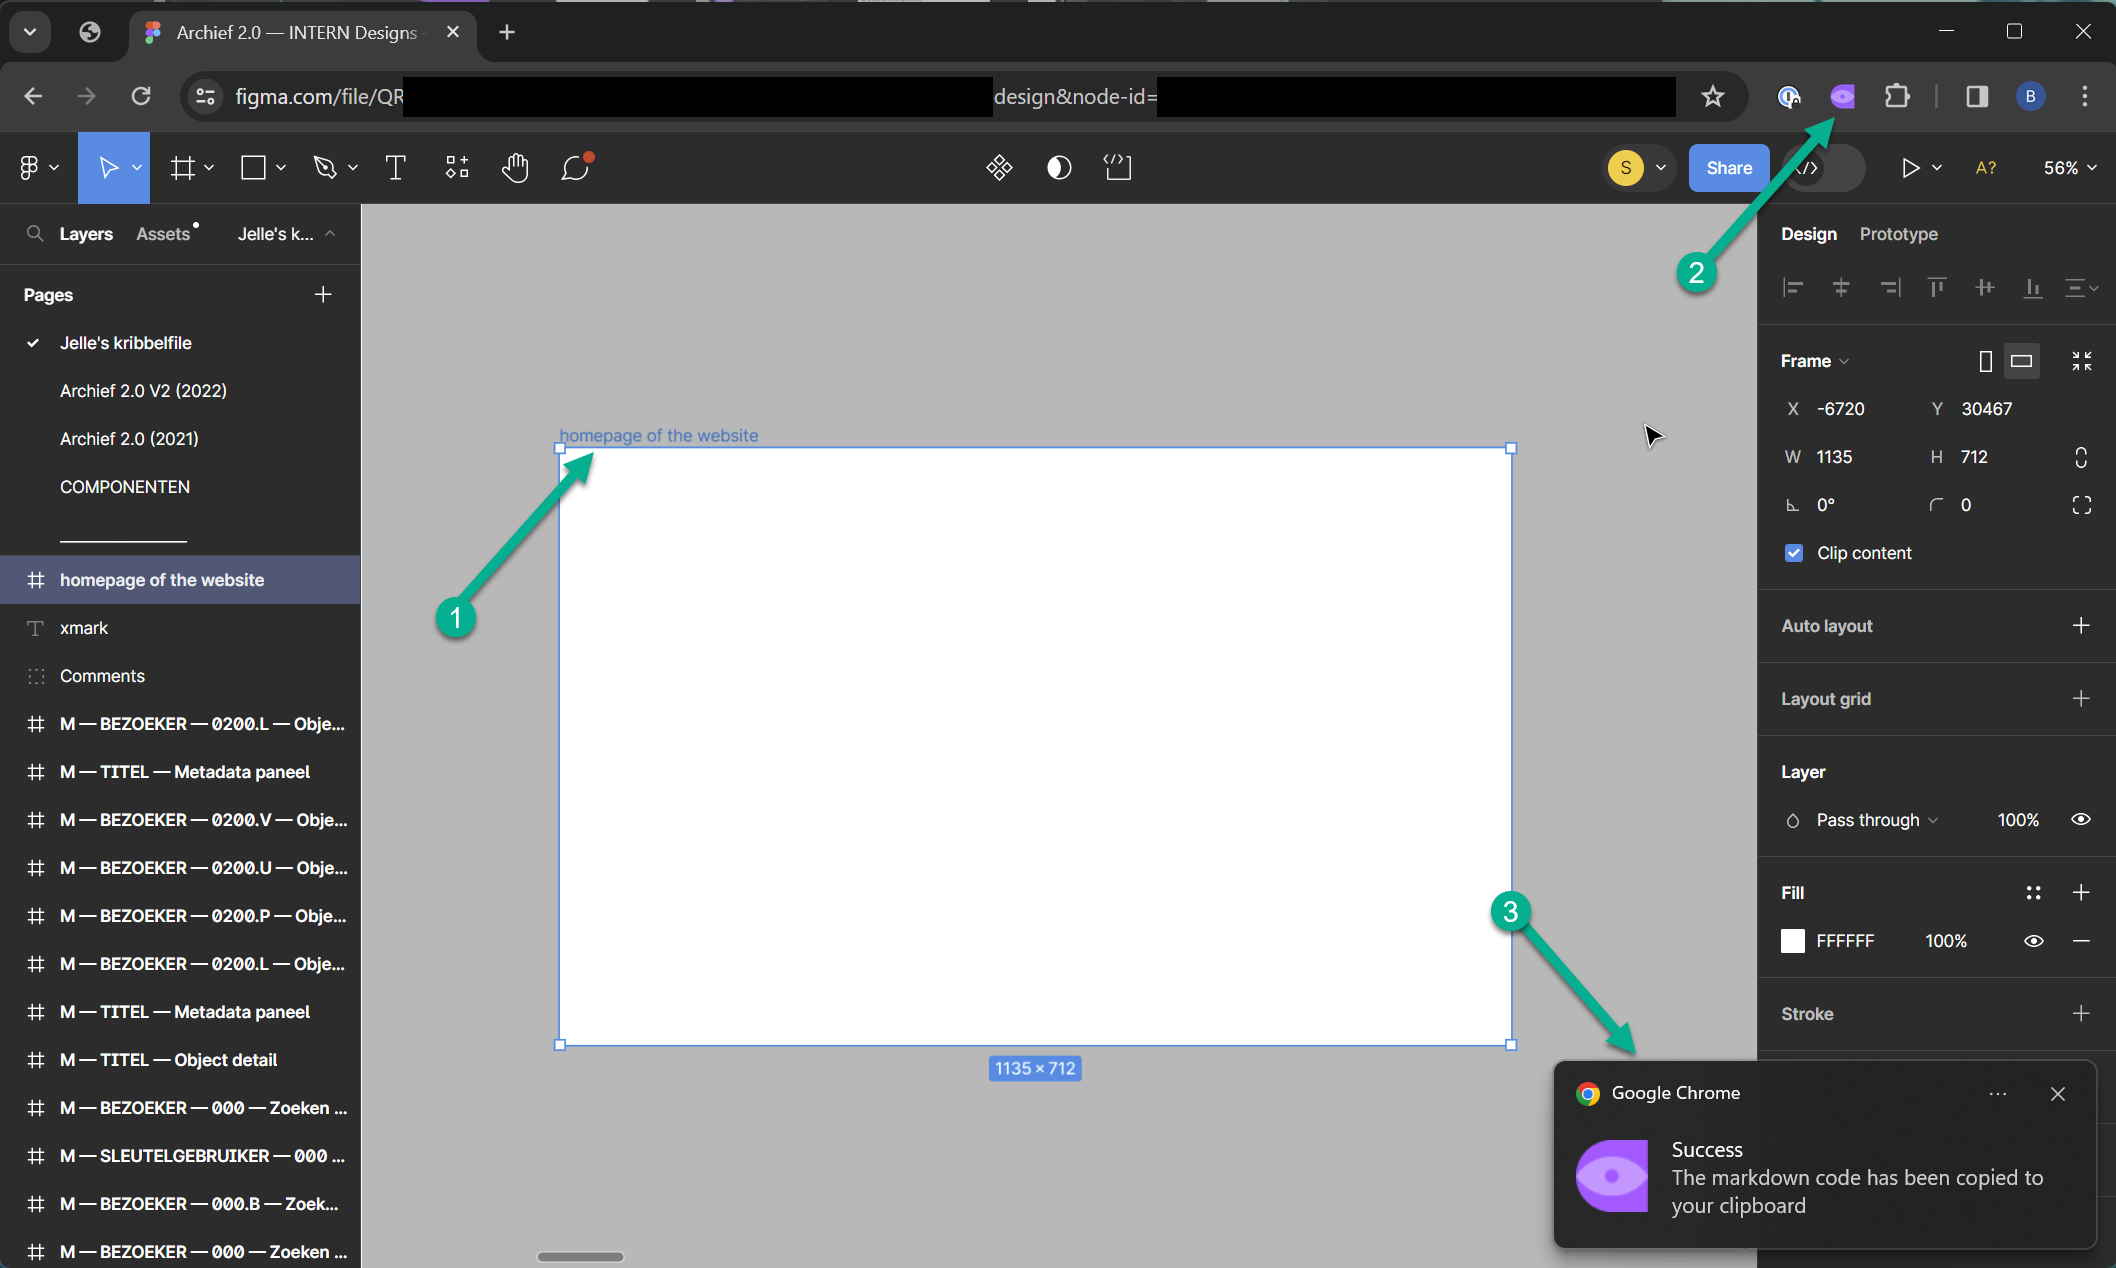 Archief 2.0 — INTERN Designs -
figma.com/file/QR
design&node-id=
B
S
Share
</>
A?
56%
Layers
Assets
Jelle's k...
Pages
Jelle's kribbelfile
Archief 2.0 V2 (2022)
Archief 2.0 (2021)
COMPONENTEN
homepage of the website
xmark
Comments
M — BEZOEKER — 0200.L — Obje...
M — TITEL — Metadata paneel
M — BEZOEKER — 0200.V — Obje...
M — BEZOEKER — 0200.U — Obje...
M — BEZOEKER — 0200.P — Obje...
M — BEZOEKER — 0200.L — Obje...
M — TITEL — Metadata paneel
M — TITEL — Object detail
M — BEZOEKER — 000 — Zoeken ...
M — SLEUTELGEBRUIKER — 000 ...
M — BEZOEKER — 000.B — Zoek...
M — BEZOEKER — 000 — Zoeken ...
homepage of the website
1
2
3
1135 × 712
Design
Prototype
Frame
X -6720
Y 30467
W 1135
H 712
0°
0
Clip content
Auto layout
Layout grid
Layer
Pass through
100%
Fill
FFFFFF
100%
Stroke
Google Chrome
Success
The markdown code has been copied to
your clipboard